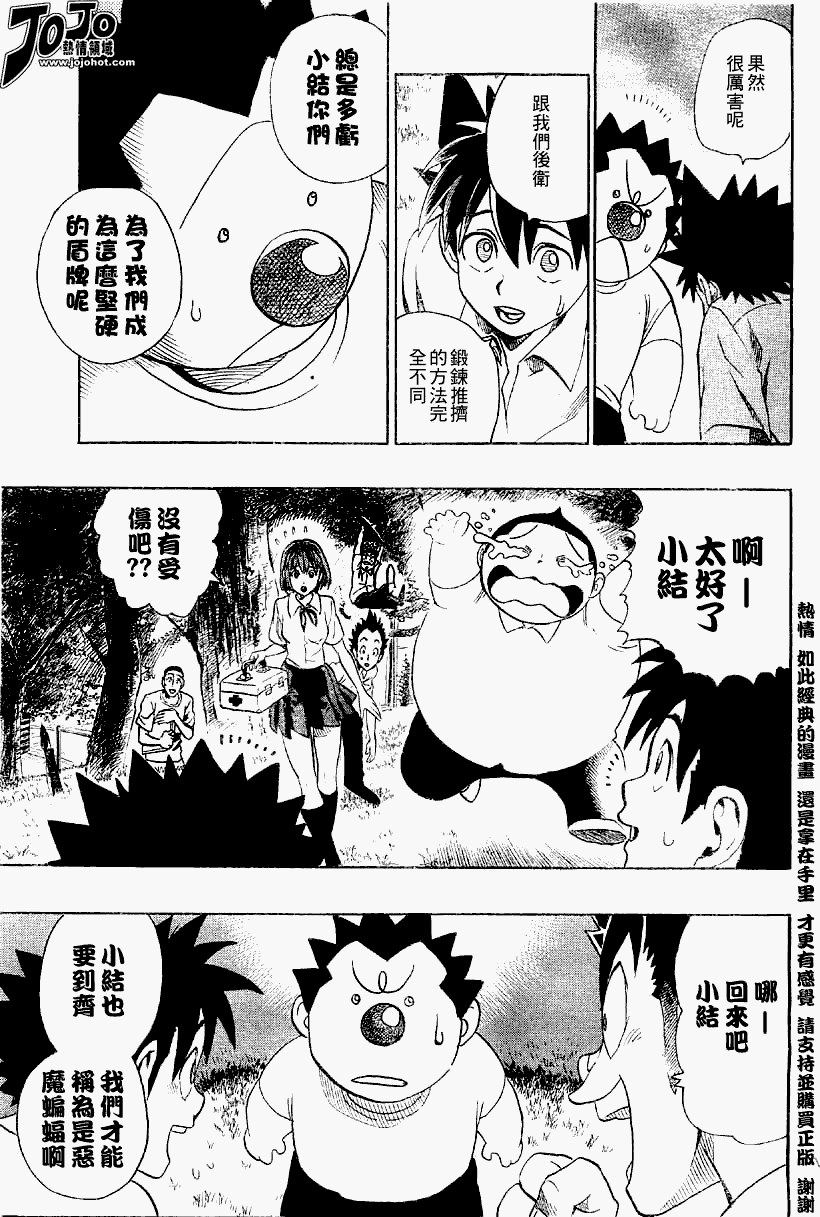 JOJO
熱情領域
www.jojohot.com
果然
很厲害呢
跟我們後衛
鍛鍊推擠
的方法完
全不同
總是多虧
小結你們
為了我們成
為這麼堅硬
的盾牌呢
啊—
太好了
小結
沒有受
傷吧??
哪—
回來吧
小結
小結也
要到齊
我們才能
稱為是惡
魔蝙蝠啊
熱情 如此經典的漫畫 還是拿在手里 才更有感覺 請支持並購買正版 謝謝